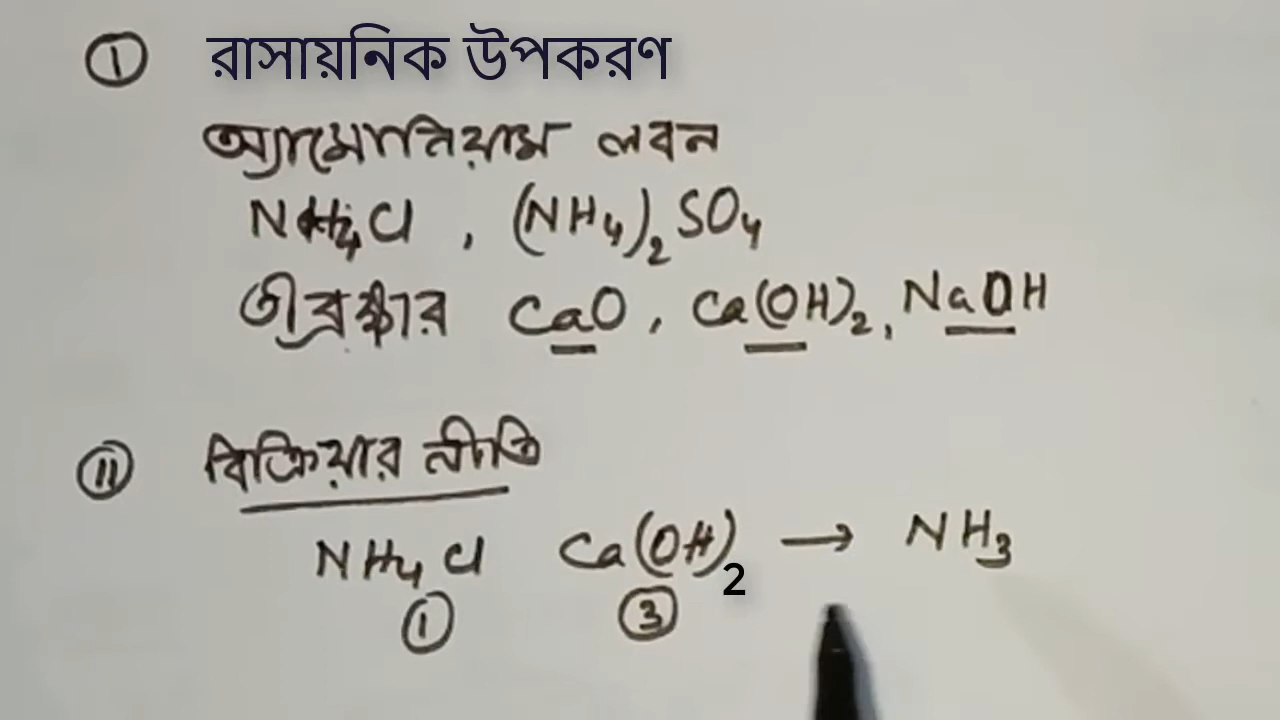 ① রাসায়নিক উপকরণ
অ্যামোনিয়াম লবন
NH₄Cl , (NH₄)₂SO₄
তীব্রক্ষার CaO, Ca(OH)₂, NaOH
② বিক্রিয়ার নীতি
NH₄Cl Ca(OH)₂ → NH₃
① ③